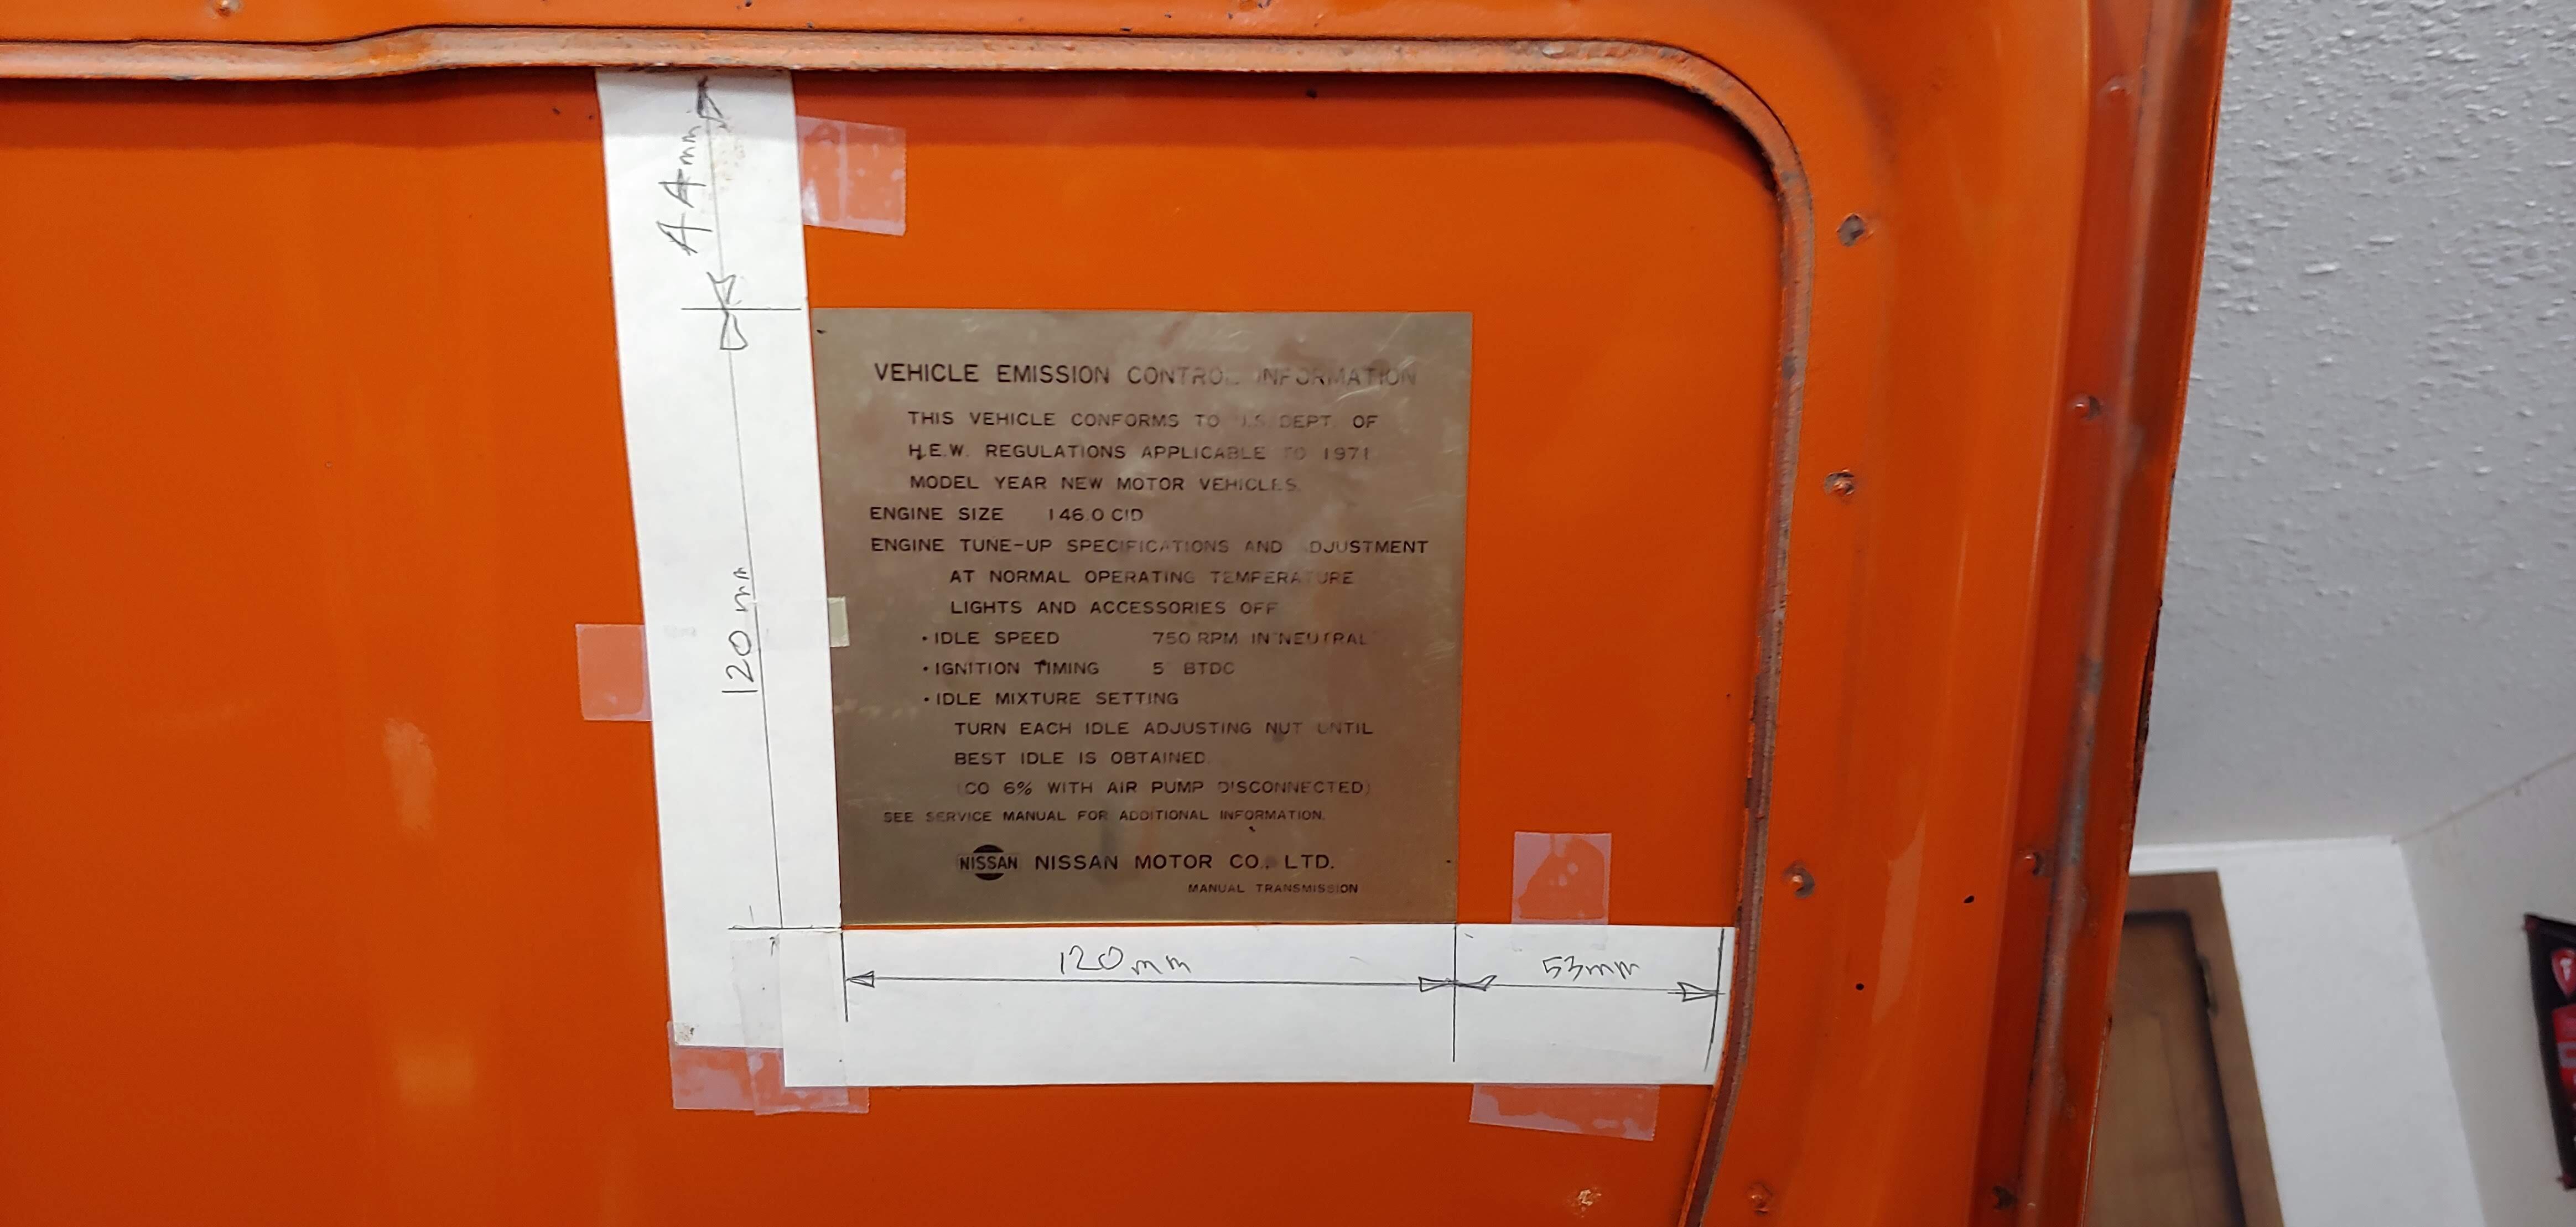 44mm
VEHICLE EMISSION CONTROL INFORMATION
THIS VEHICLE CONFORMS TO U.S. DEPT. OF
H.E.W. REGULATIONS APPLICABLE TO 1971
MODEL YEAR NEW MOTOR VEHICLES.
ENGINE SIZE 146.0 CID
ENGINE TUNE-UP SPECIFICATIONS AND ADJUSTMENT
AT NORMAL OPERATING TEMPERATURE
LIGHTS AND ACCESSORIES OFF
• IDLE SPEED 750 RPM IN NEUTRAL
• IGNITION TIMING 5° BTDC
• IDLE MIXTURE SETTING
TURN EACH IDLE ADJUSTING NUT UNTIL
BEST IDLE IS OBTAINED.
(CO 6% WITH AIR PUMP DISCONNECTED)
SEE SERVICE MANUAL FOR ADDITIONAL INFORMATION.
NISSAN NISSAN MOTOR CO., LTD.
MANUAL TRANSMISSION
120mm
120mm
53mm